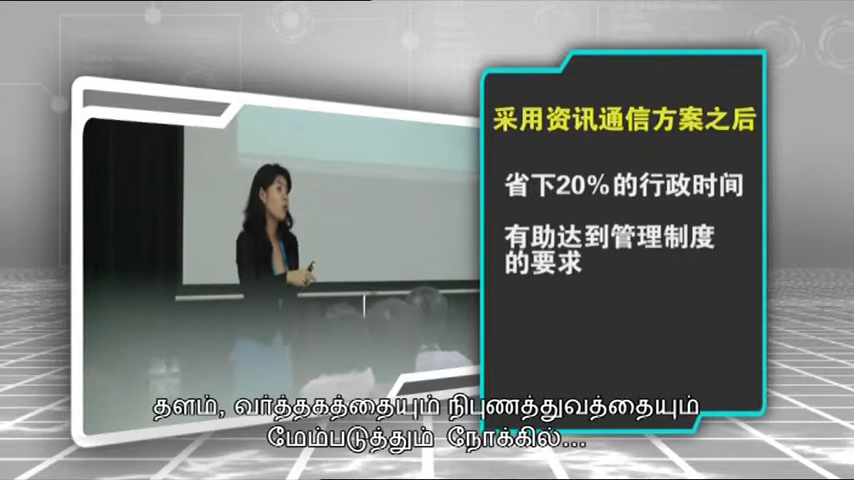 采用资讯通信方案之后
省下20%的行政时间
有助达到管理制度
的要求
தளம், வர்த்தகத்தையும் நிபுணத்துவத்தையும்
மேம்படுத்தும் நோக்கில்...